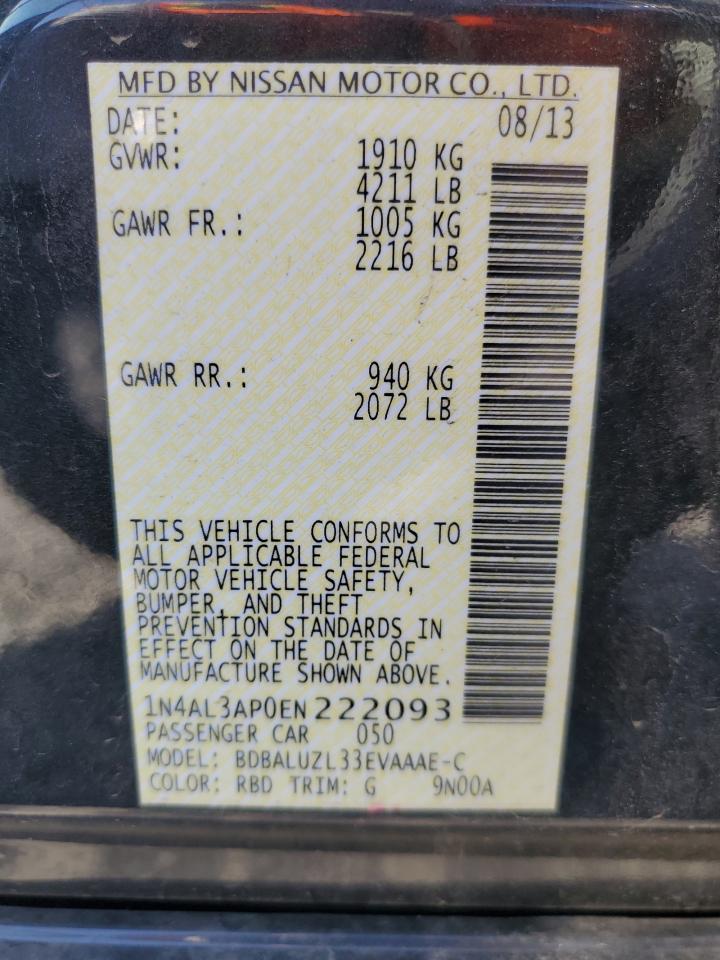 MFD BY NISSAN MOTOR CO., LTD.
DATE: 08/13
GVWR: 1910 KG
4211 LB
GAWR FR.: 1005 KG
2216 LB
GAWR RR.: 940 KG
2072 LB
THIS VEHICLE CONFORMS TO
ALL APPLICABLE FEDERAL
MOTOR VEHICLE SAFETY,
BUMPER, AND THEFT
PREVENTION STANDARDS IN
EFFECT ON THE DATE OF
MANUFACTURE SHOWN ABOVE.
1N4AL3AP0EN222093
PASSENGER CAR 050
MODEL: BDBALUZL33EVAAAE-C
COLOR: RBD TRIM: G 9N00A